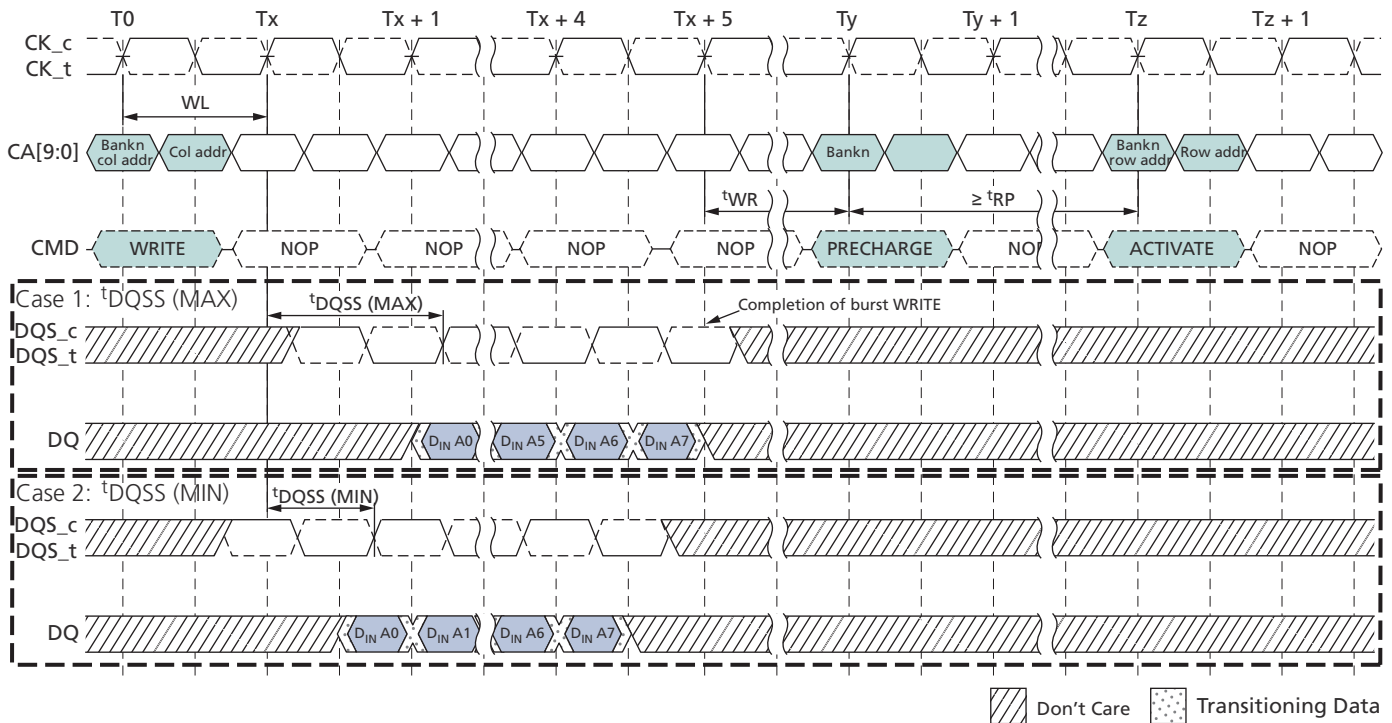 T0 Tx Tx + 1 Tx + 4 Tx + 5 Ty Ty + 1 Tz Tz + 1
CK_c
CK_t
WL
CA[9:0] Bankn col addr Col addr Bankn Bankn row addr Row addr
tWR ≥ tRP
CMD WRITE NOP NOP NOP NOP PRECHARGE NOP ACTIVATE NOP
Case 1: tDQSS (MAX) tDQSS (MAX) Completion of burst WRITE
DQS_c
DQS_t
DQ DIN A0 DIN A5 DIN A6 DIN A7
Case 2: tDQSS (MIN) tDQSS (MIN)
DQS_c
DQS_t
DQ DIN A0 DIN A1 DIN A6 DIN A7
Don't Care Transitioning Data